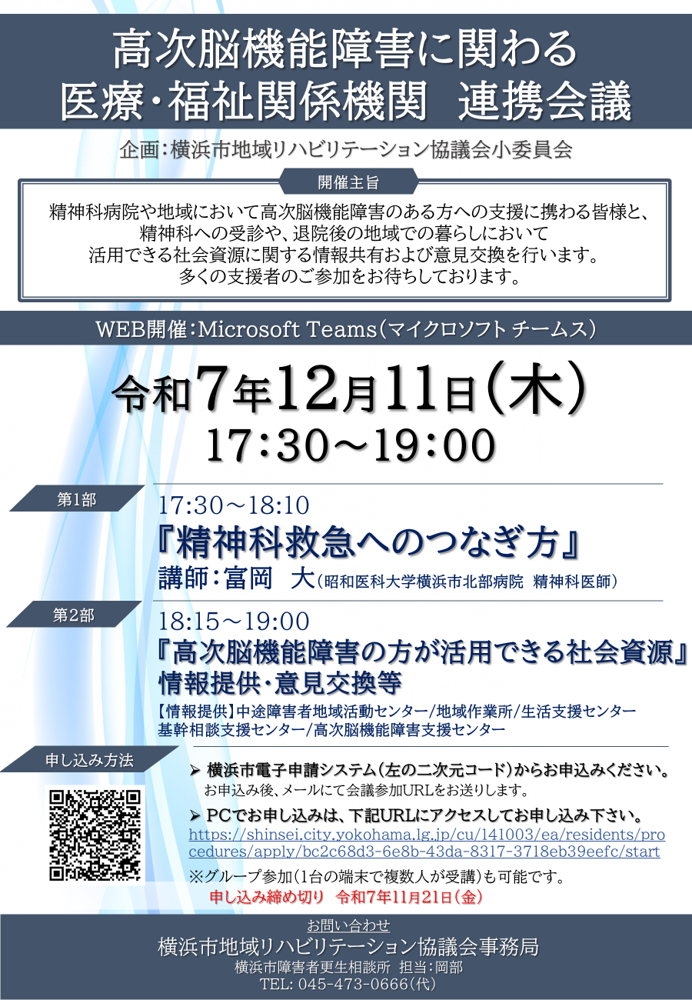 高次脳機能障害に関わる
医療・福祉関係機関　連携会議
企画：横浜市地域リハビリテーション協議会小委員会
開催主旨
精神科病院や地域において高次脳機能障害のある方への支援に携わる皆様と、
精神科への受診や、退院後の地域での暮らしにおいて
活用できる社会資源に関する情報共有および意見交換を行います。
多くの支援者のご参加をお待ちしております。
WEB開催：Microsoft Teams（マイクロソフト チームス）
令和7年12月11日（木）
17：30～19：00
第1部
17:30～18:10
『精神科救急へのつなぎ方』
講師：富岡　大（昭和医科大学横浜市北部病院 精神科医師）
第2部
18:15～19:00
『高次脳機能障害の方が活用できる社会資源』
情報提供・意見交換等
【情報提供】中途障害者地域活動センター/地域作業所/生活支援センター
基幹相談支援センター/高次脳機能障害支援センター
申し込み方法
➢ 横浜市電子申請システム（左の二次元コード）からお申込みください。
お申込み後、メールにて会議参加URLをお送りします。
➢ PCでお申し込みは、下記URLにアクセスしてお申し込み下さい。
https://shinsei.city.yokohama.lg.jp/cu/141003/ea/residents/pro
cedures/apply/bc2c68d3-6e8b-43da-8317-3718eb39eefc/start
※グループ参加（1台の端末で複数人が受講）も可能です。
申し込み締め切り　令和7年11月21日（金）
お問い合わせ
横浜市地域リハビリテーション協議会事務局
横浜市障害者更生相談所 担当：岡部
TEL: 045-473-0666（代）